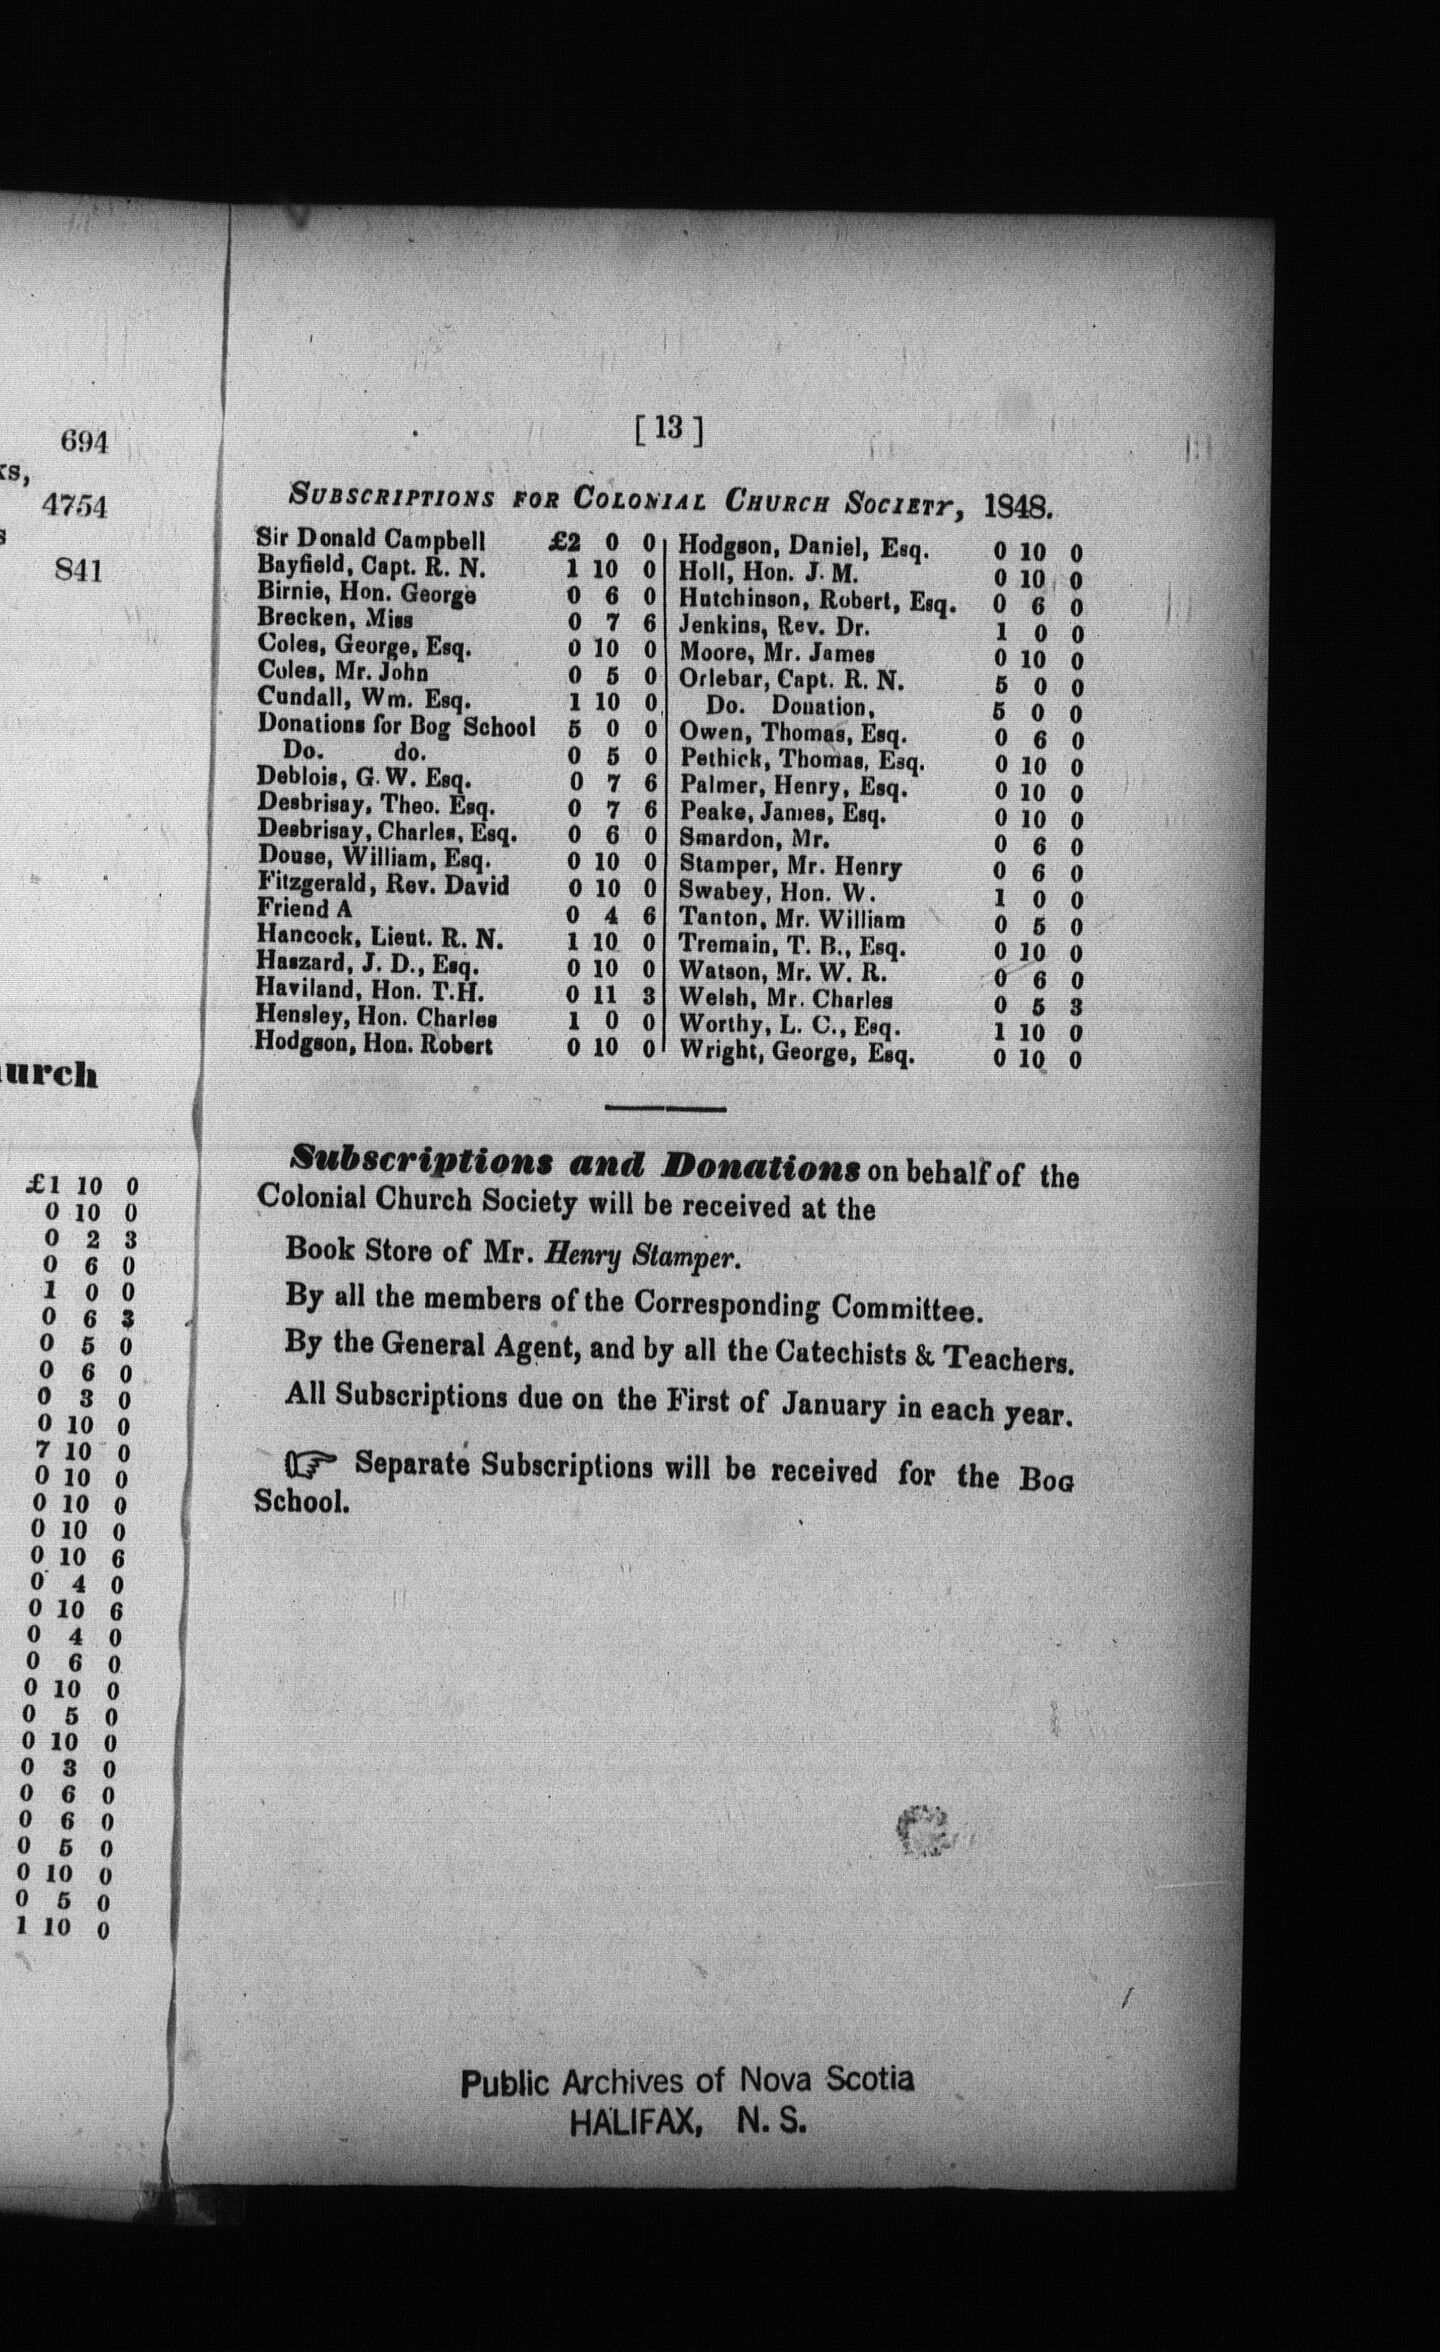 694
ks,
4754
s
841
urch
£1 10 0
0 10 0
0 2 3
0 6 0
1 0 0
0 6 3
0 5 0
0 6 0
0 3 0
0 10 0
7 10 0
0 10 0
0 10 0
0 10 0
0 10 6
0 4 0
0 10 6
0 4 0
0 6 0
0 10 0
0 5 0
0 10 0
0 3 0
0 6 0
0 6 0
0 5 0
0 10 0
0 5 0
1 10 0
[ 13 ]
SUBSCRIPTIONS FOR COLONIAL CHURCH SOCIETY, 1848.
Sir Donald Campbell £2 0 0
Bayfield, Capt. R. N. 1 10 0
Birnie, Hon. George 0 6 0
Brecken, Miss 0 7 6
Coles, George, Esq. 0 10 0
Coles, Mr. John 0 5 0
Cundall, Wm. Esq. 1 10 0
Donations for Bog School 5 0 0
Do. do. 0 5 0
Deblois, G. W. Esq. 0 7 6
Desbrisay, Theo. Esq. 0 7 6
Desbrisay, Charles, Esq. 0 6 0
Douse, William, Esq. 0 10 0
Fitzgerald, Rev. David 0 10 0
Friend A 0 4 6
Hancock, Lieut. R. N. 1 10 0
Haszard, J. D., Esq. 0 10 0
Haviland, Hon. T.H. 0 11 3
Hensley, Hon. Charles 1 0 0
Hodgson, Hon. Robert 0 10 0
Hodgson, Daniel, Esq. 0 10 0
Holl, Hon. J. M. 0 10 0
Hutchinson, Robert, Esq. 0 6 0
Jenkins, Rev. Dr. 1 0 0
Moore, Mr. James 0 10 0
Orlebar, Capt. R. N. 5 0 0
Do. Donation, 5 0 0
Owen, Thomas, Esq. 0 6 0
Pethick, Thomas, Esq. 0 10 0
Palmer, Henry, Esq. 0 10 0
Peake, James, Esq. 0 10 0
Smardon, Mr. 0 6 0
Stamper, Mr. Henry 0 6 0
Swabey, Hon. W. 1 0 0
Tanton, Mr. William 0 5 0
Tremain, T. B., Esq. 0 10 0
Watson, Mr. W. R. 0 6 0
Welsh, Mr. Charles 0 5 3
Worthy, L. C., Esq. 1 10 0
Wright, George, Esq. 0 10 0
Subscriptions and Donations on behalf of the
Colonial Church Society will be received at the
Book Store of Mr. Henry Stamper.
By all the members of the Corresponding Committee.
By the General Agent, and by all the Catechists & Teachers.
All Subscriptions due on the First of January in each year.
☞ Separate Subscriptions will be received for the BOG
School.
Public Archives of Nova Scotia
HALIFAX, N. S.